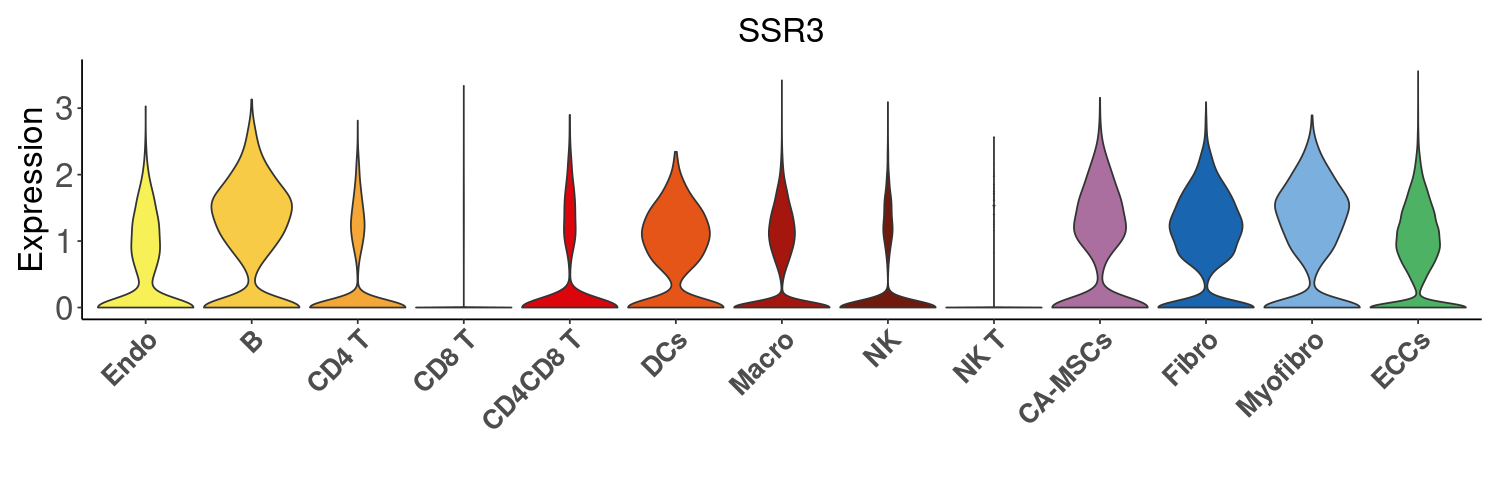 SSR3
Expression
3
2
1
0
Endo
B
CD4 T
CD8 T
CD4CD8 T
DCs
Macro
NK
NK T
CA-MSCs
Fibro
Myofibro
ECCs